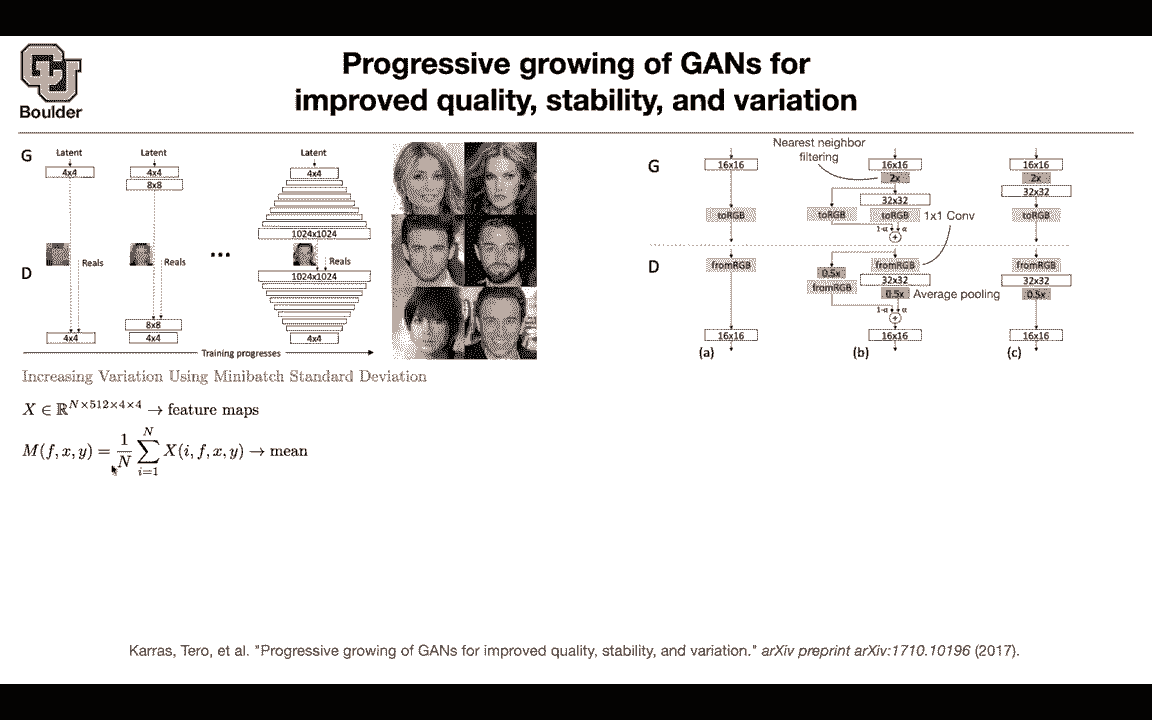 Boulder
Progressive growing of GANs for
improved quality, stability, and variation
G
Latent
4x4
Latent
4x4
8x8
Latent
4x4
1024x1024
D
Reals
Reals
...
Reals
1024x1024
4x4
8x8
4x4
4x4
Training progresses
G
16x16
toRGB
Nearest neighbor
filtering
16x16
2x
32x32
toRGB
toRGB
1x1 Conv
1-α
α
+
16x16
2x
32x32
toRGB
D
fromRGB
16x16
(a)
0.5x
fromRGB
fromRGB
32x32
0.5x
Average pooling
1-α
α
+
16x16
(b)
fromRGB
32x32
0.5x
16x16
(c)
Increasing Variation Using Minibatch Standard Deviation
X ∈ ℝ^{N×512×4×4} → feature maps
M(f, x, y) = \frac{1}{N} \sum_{i=1}^{N} X(i, f, x, y) → mean
Karras, Tero, et al. "Progressive growing of GANs for improved quality, stability, and variation." arXiv preprint arXiv:1710.10196 (2017).